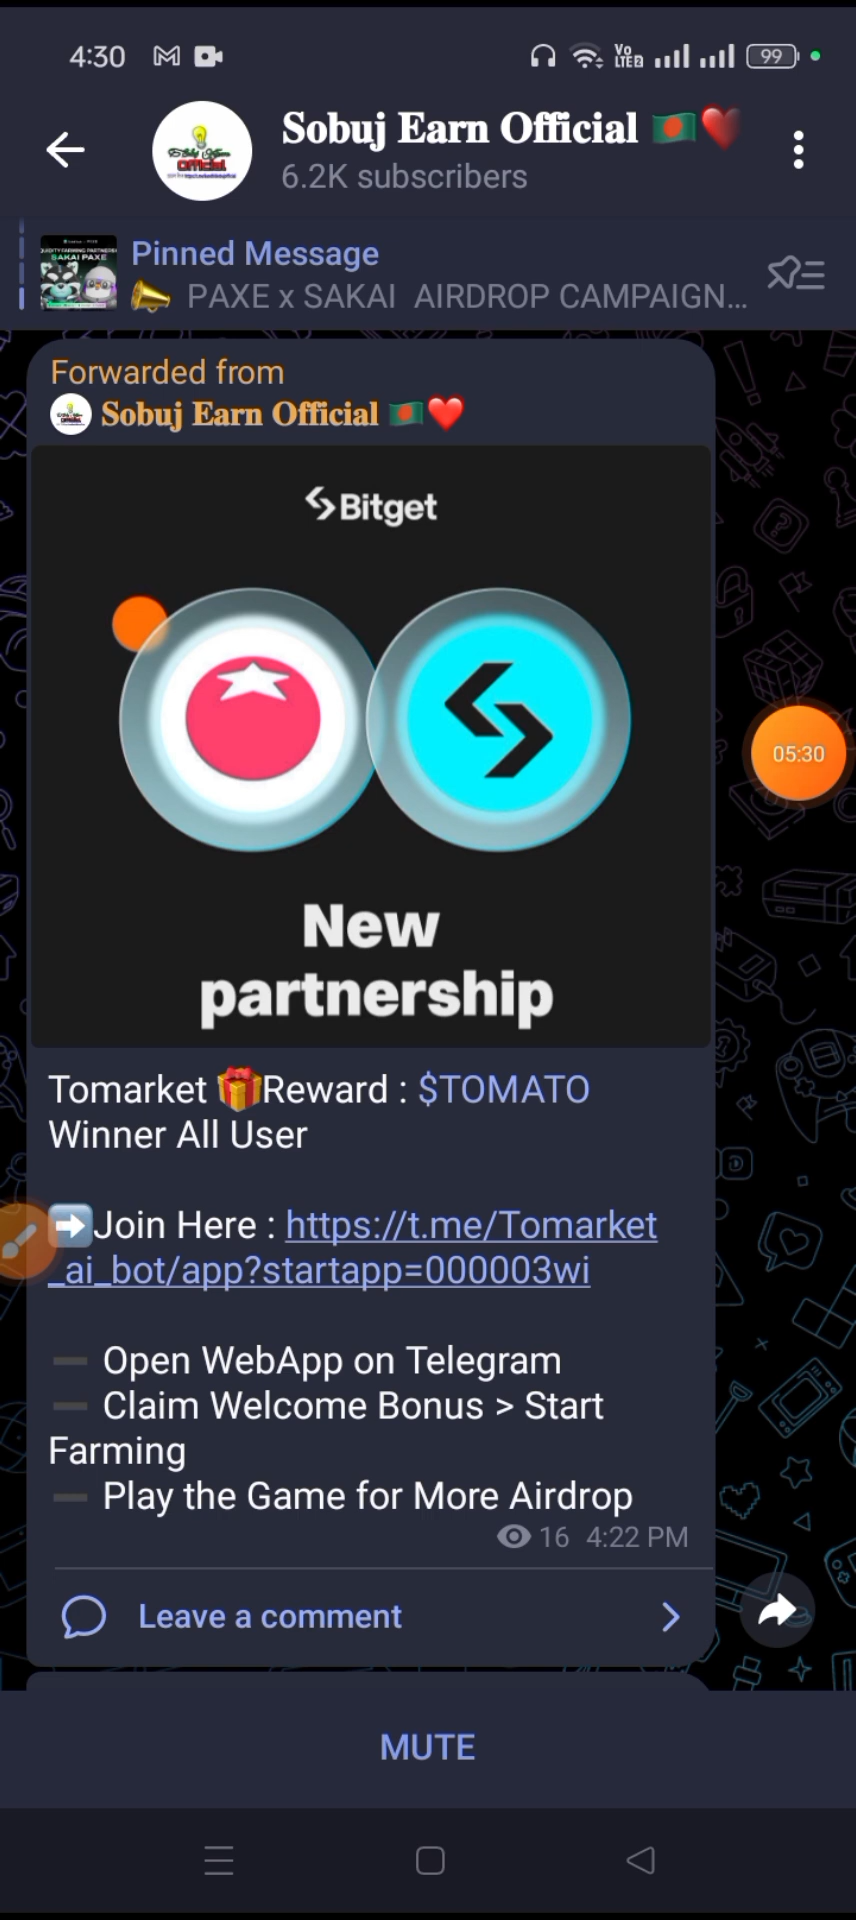 4:30
Vo LTE2
99
Sobuj Earn Official 🇧🇩❤️
6.2K subscribers
Pinned Message
📢 PAXE x SAKAI AIRDROP CAMPAIGN...
Forwarded from
Sobuj Earn Official 🇧🇩❤️
Bitget
05:30
New
partnership
Tomarket 🎁Reward : $TOMATO
Winner All User
➡️Join Here : https://t.me/Tomarket
_ai_bot/app?startapp=000003wi
➖ Open WebApp on Telegram
➖ Claim Welcome Bonus > Start
Farming
➖ Play the Game for More Airdrop
16 4:22 PM
Leave a comment
MUTE